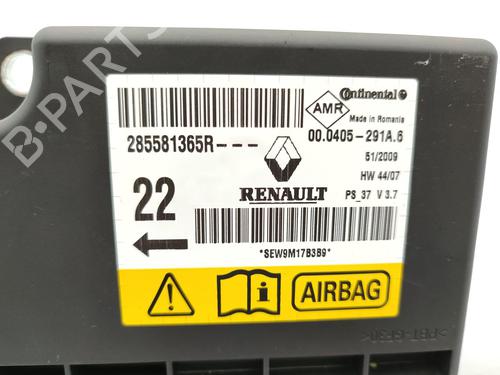 Continental
AMR
Made in Romania
285581365R---
00.0405-291A.6
51/2009
HW 44/07
22
RENAULT
PS_37 V 3.7
*SEW9M17B3B9*
AIRBAG
B-PARTS